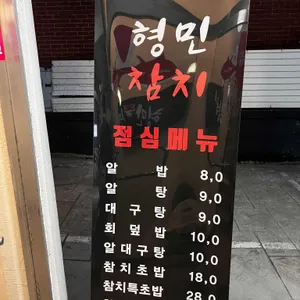 형민
참치
점심메뉴
알 밥 8,0
알 탕 9,0
대 구 탕 9,0
회 덮 밥 10,0
알 대 구 탕 10,0
참 치 초 밥 18,0
참치특초밥 28,0